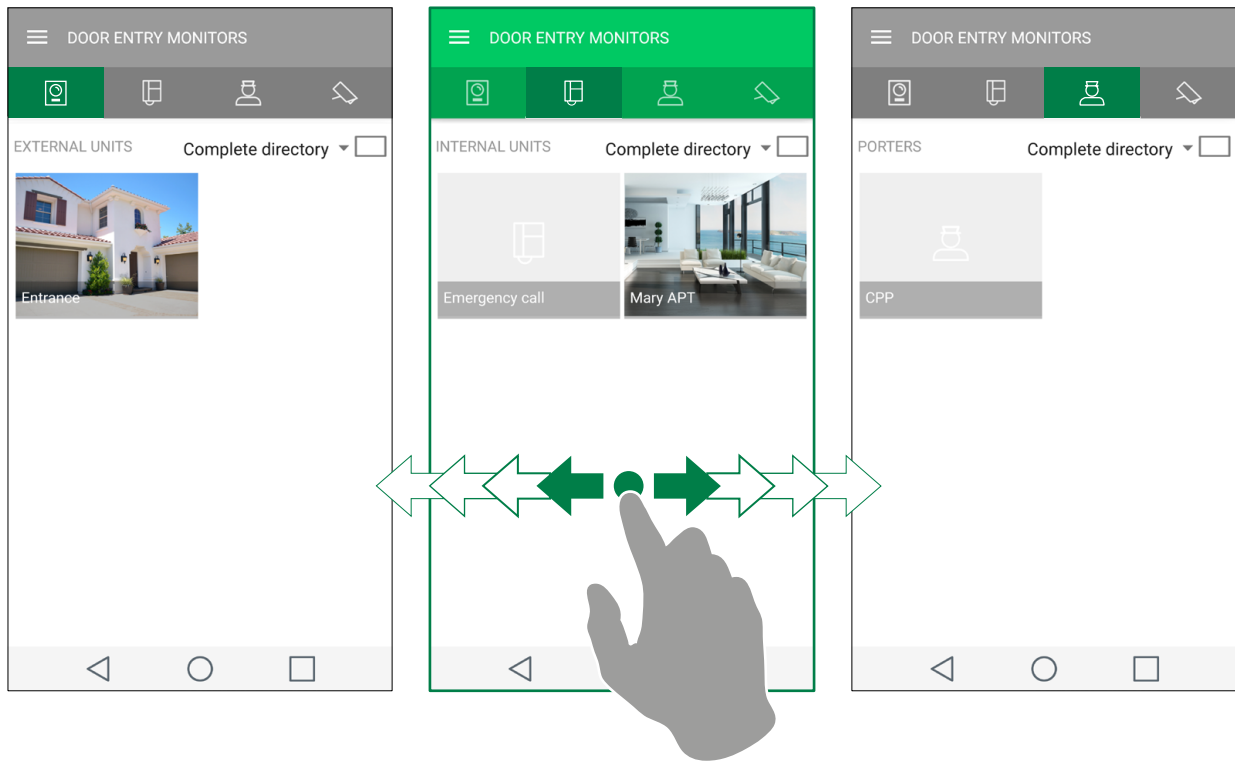 DOOR ENTRY MONITORS
EXTERNAL UNITS
Complete directory
Entrance
DOOR ENTRY MONITORS
INTERNAL UNITS
Complete directory
Emergency call
Mary APT
DOOR ENTRY MONITORS
PORTERS
Complete directory
CPP